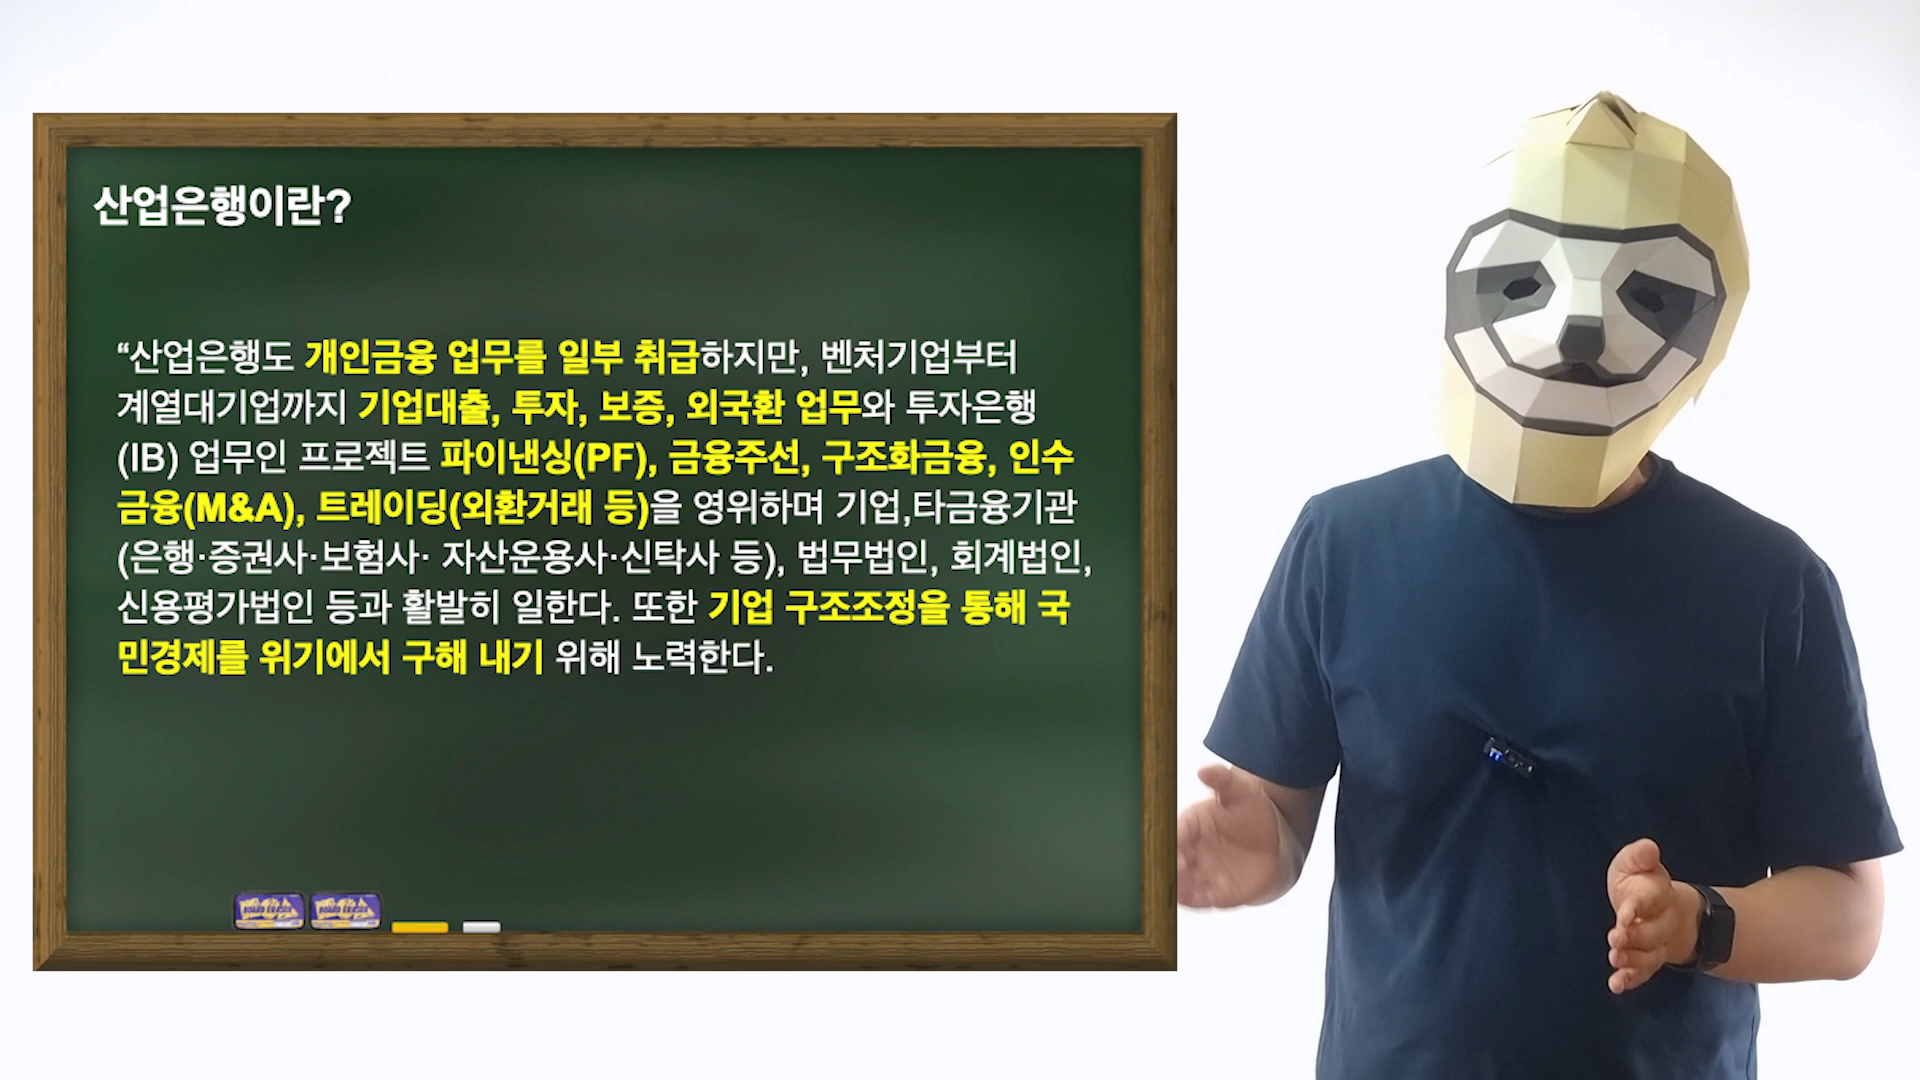 산업은행이란?
“산업은행도 개인금융 업무를 일부 취급하지만, 벤처기업부터
계열대기업까지 기업대출, 투자, 보증, 외국환 업무와 투자은행
(IB) 업무인 프로젝트 파이낸싱(PF), 금융주선, 구조화금융, 인수
금융(M&A), 트레이딩(외환거래 등)을 영위하며 기업,타금융기관
(은행·증권사·보험사· 자산운용사·신탁사 등), 법무법인, 회계법인,
신용평가법인 등과 활발히 일한다. 또한 기업 구조조정을 통해 국
민경제를 위기에서 구해 내기 위해 노력한다.
BOARD ERASER
BOARD ERASER